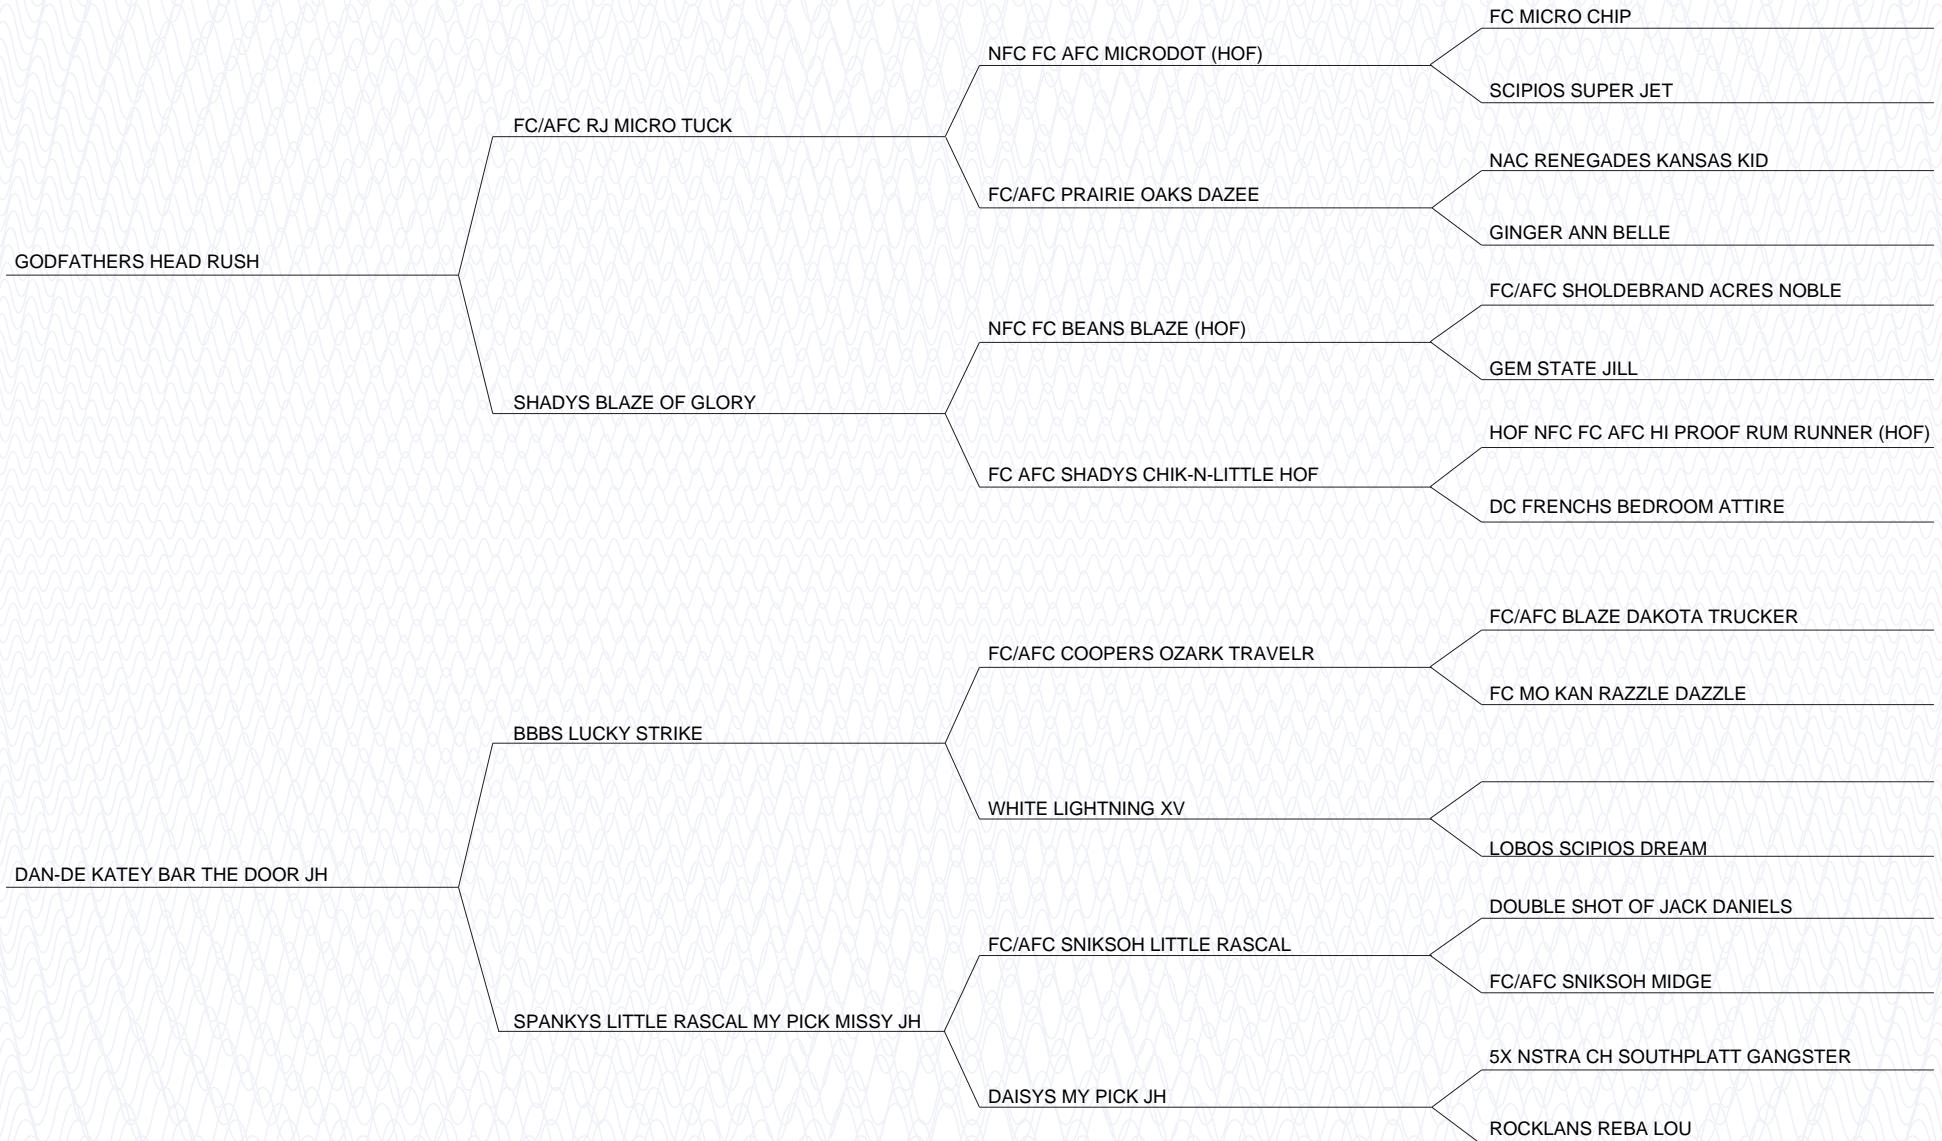 FC MICRO CHIP
NFC FC AFC MICRODOT (HOF)
SCIPIOS SUPER JET
FC/AFC RJ MICRO TUCK
NAC RENEGADES KANSAS KID
FC/AFC PRAIRIE OAKS DAZEE
GINGER ANN BELLE
GODFATHERS HEAD RUSH
FC/AFC SHOLDEBRAND ACRES NOBLE
NFC FC BEANS BLAZE (HOF)
GEM STATE JILL
SHADYS BLAZE OF GLORY
HOF NFC FC AFC HI PROOF RUM RUNNER (HOF)
FC AFC SHADYS CHIK-N-LITTLE HOF
DC FRENCHS BEDROOM ATTIRE
FC/AFC BLAZE DAKOTA TRUCKER
FC/AFC COOPERS OZARK TRAVELR
FC MO KAN RAZZLE DAZZLE
BBBS LUCKY STRIKE
WHITE LIGHTNING XV
LOBOS SCIPIOS DREAM
DAN-DE KATEY BAR THE DOOR JH
DOUBLE SHOT OF JACK DANIELS
FC/AFC SNIKSOH LITTLE RASCAL
FC/AFC SNIKSOH MIDGE
SPANKYS LITTLE RASCAL MY PICK MISSY JH
5X NSTRA CH SOUTHPLATT GANGSTER
DAISYS MY PICK JH
ROCKLANS REBA LOU